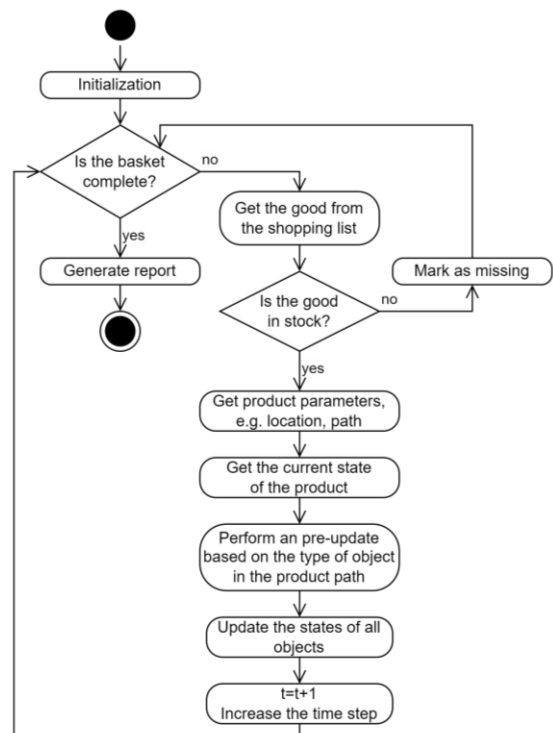 Initialization
Is the basket
complete?
no
yes
Get the good from
the shopping list
Generate report
Mark as missing
Is the good
in stock?
no
yes
Get product parameters,
e.g. location, path
Get the current state
of the product
Perform an pre-update
based on the type of object
in the product path
Update the states of all
objects
t=t+1
Increase the time step